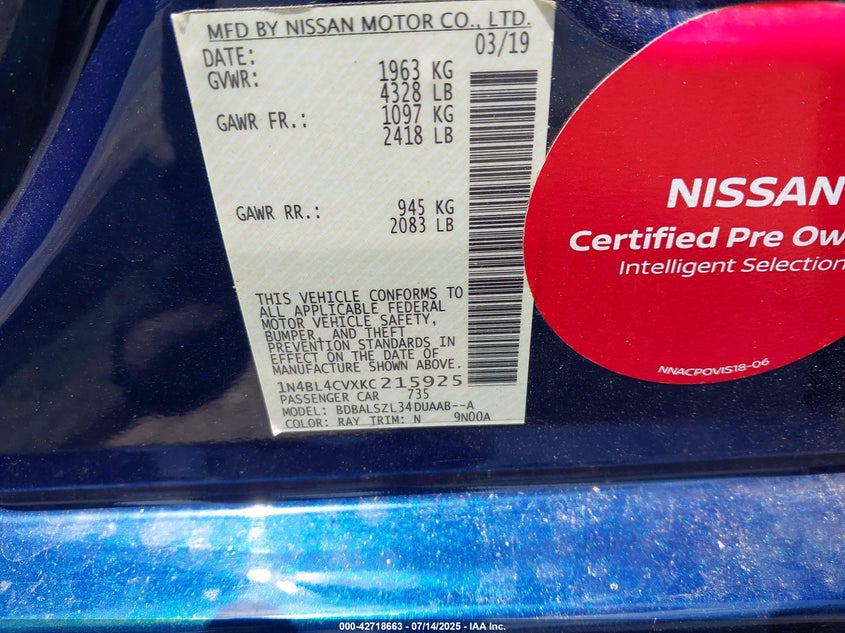 MFD BY NISSAN MOTOR CO., LTD.
DATE: 03/19
GVWR: 1963 KG
4328 LB
GAWR FR.: 1097 KG
2418 LB
GAWR RR.: 945 KG
2083 LB
THIS VEHICLE CONFORMS TO
ALL APPLICABLE FEDERAL
MOTOR VEHICLE SAFETY,
BUMPER, AND THEFT
PREVENTION STANDARDS IN
EFFECT ON THE DATE OF
MANUFACTURE SHOWN ABOVE.
1N4BL4CVXKC215925
PASSENGER CAR 735
MODEL: BDBALSZL34DUAAB--A
COLOR: RAY TRIM: N 9N00A
NISSAN
Certified Pre Ow
Intelligent Selection
NNACPOVIS18-06
000-42718663 - 07/14/2025 - IAA Inc.